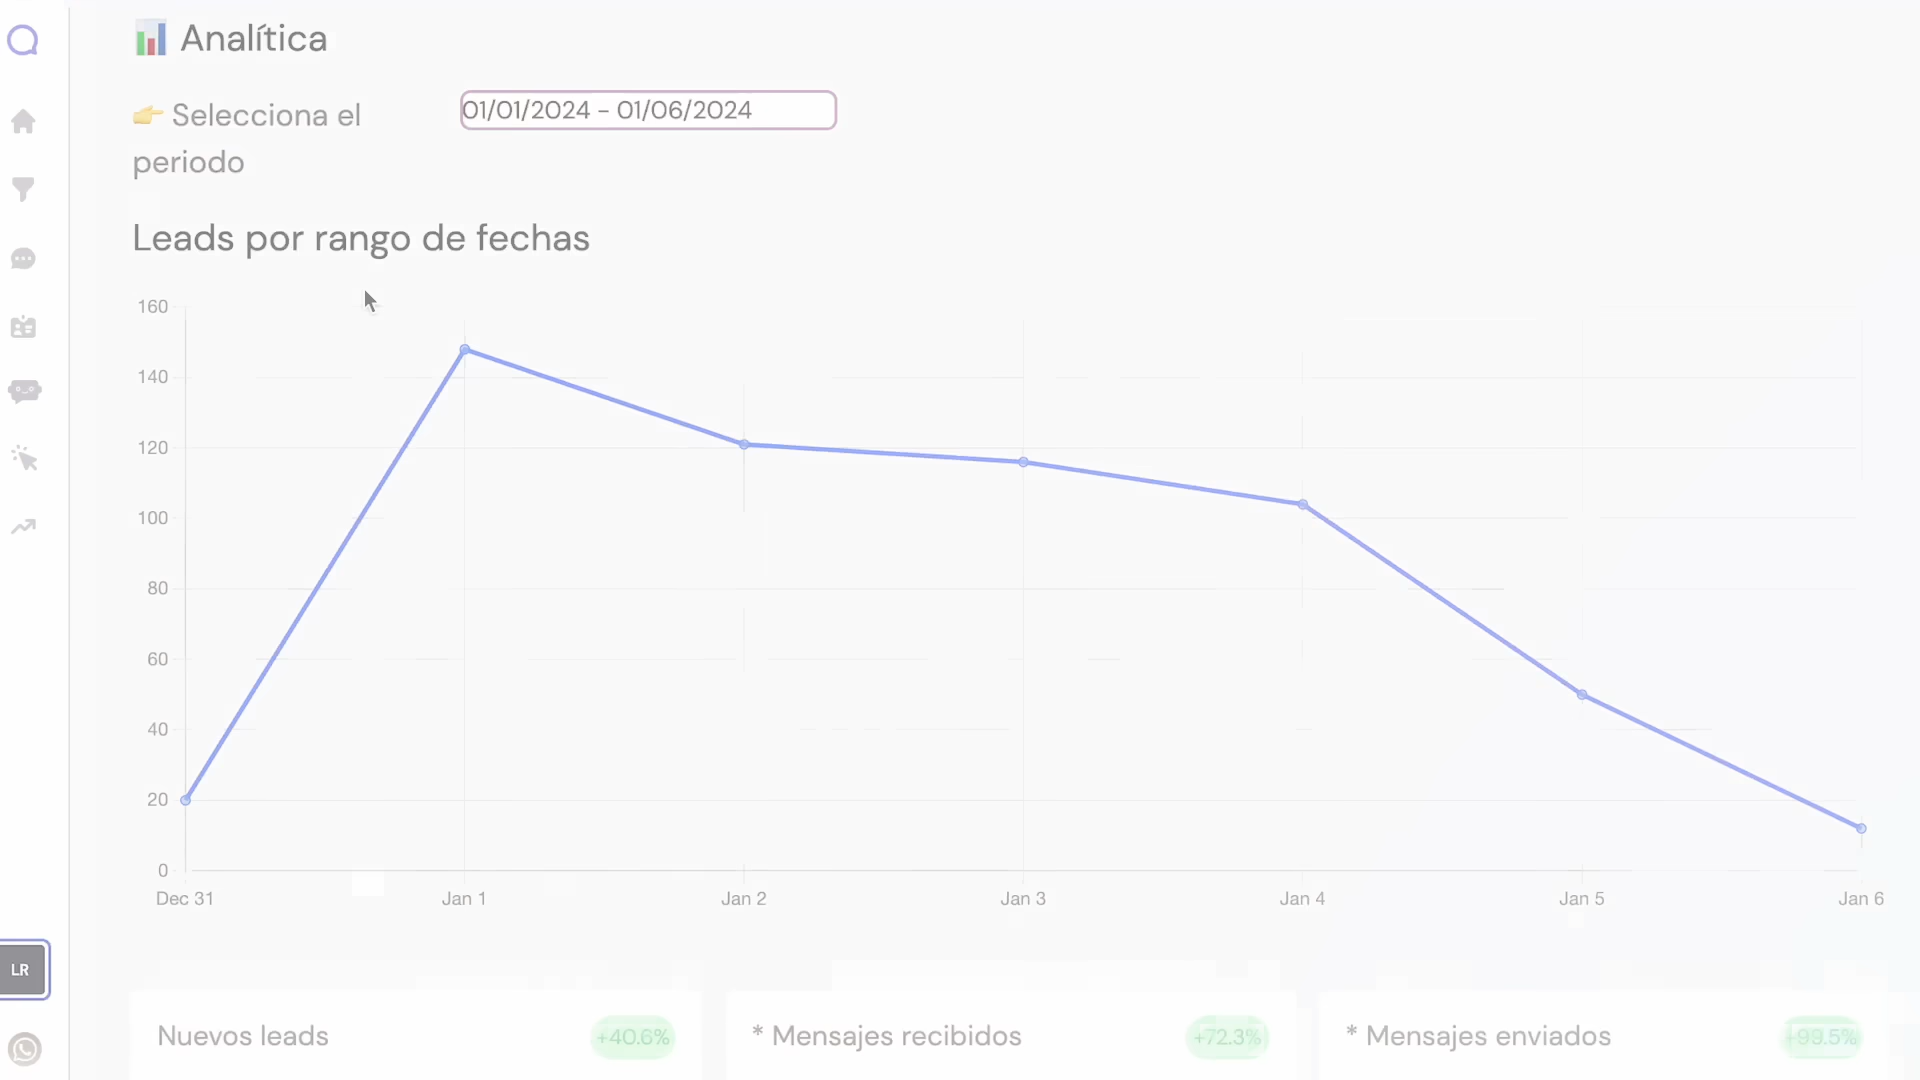 Analítica
Selecciona el
periodo
01/01/2024 – 01/06/2024
Leads por rango de fechas
160
140
120
100
80
60
40
20
0
Dec 31
Jan 1
Jan 2
Jan 3
Jan 4
Jan 5
Jan 6
LR
Nuevos leads
+40.6%
* Mensajes recibidos
+72.3%
* Mensajes enviados
+99.5%